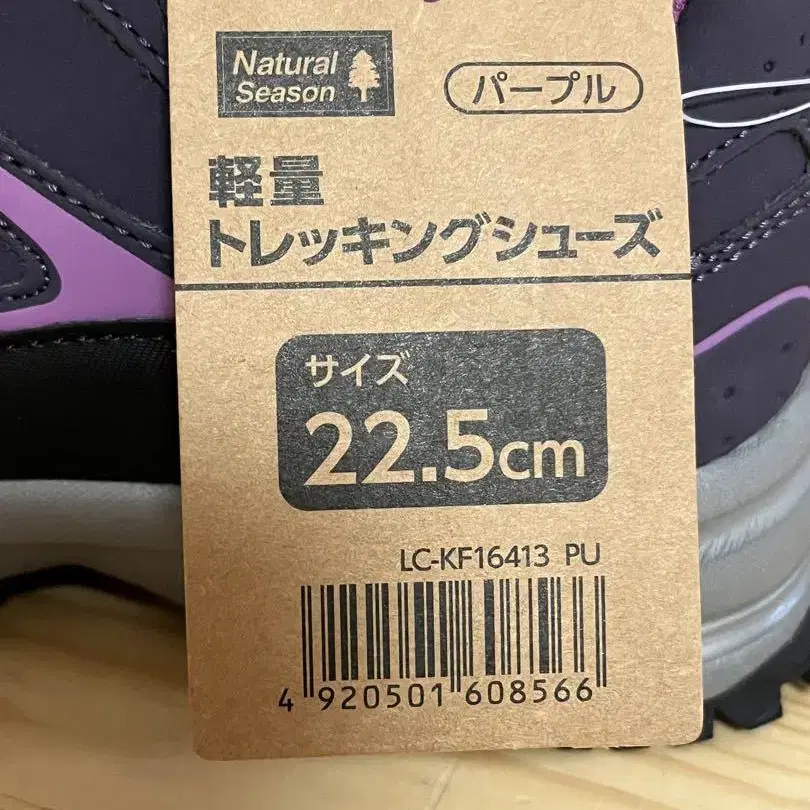 Natural
Season
パープル
軽量
トレッキングシューズ
サイズ
22.5cm
LC-KF16413 PU
4 920501 608566